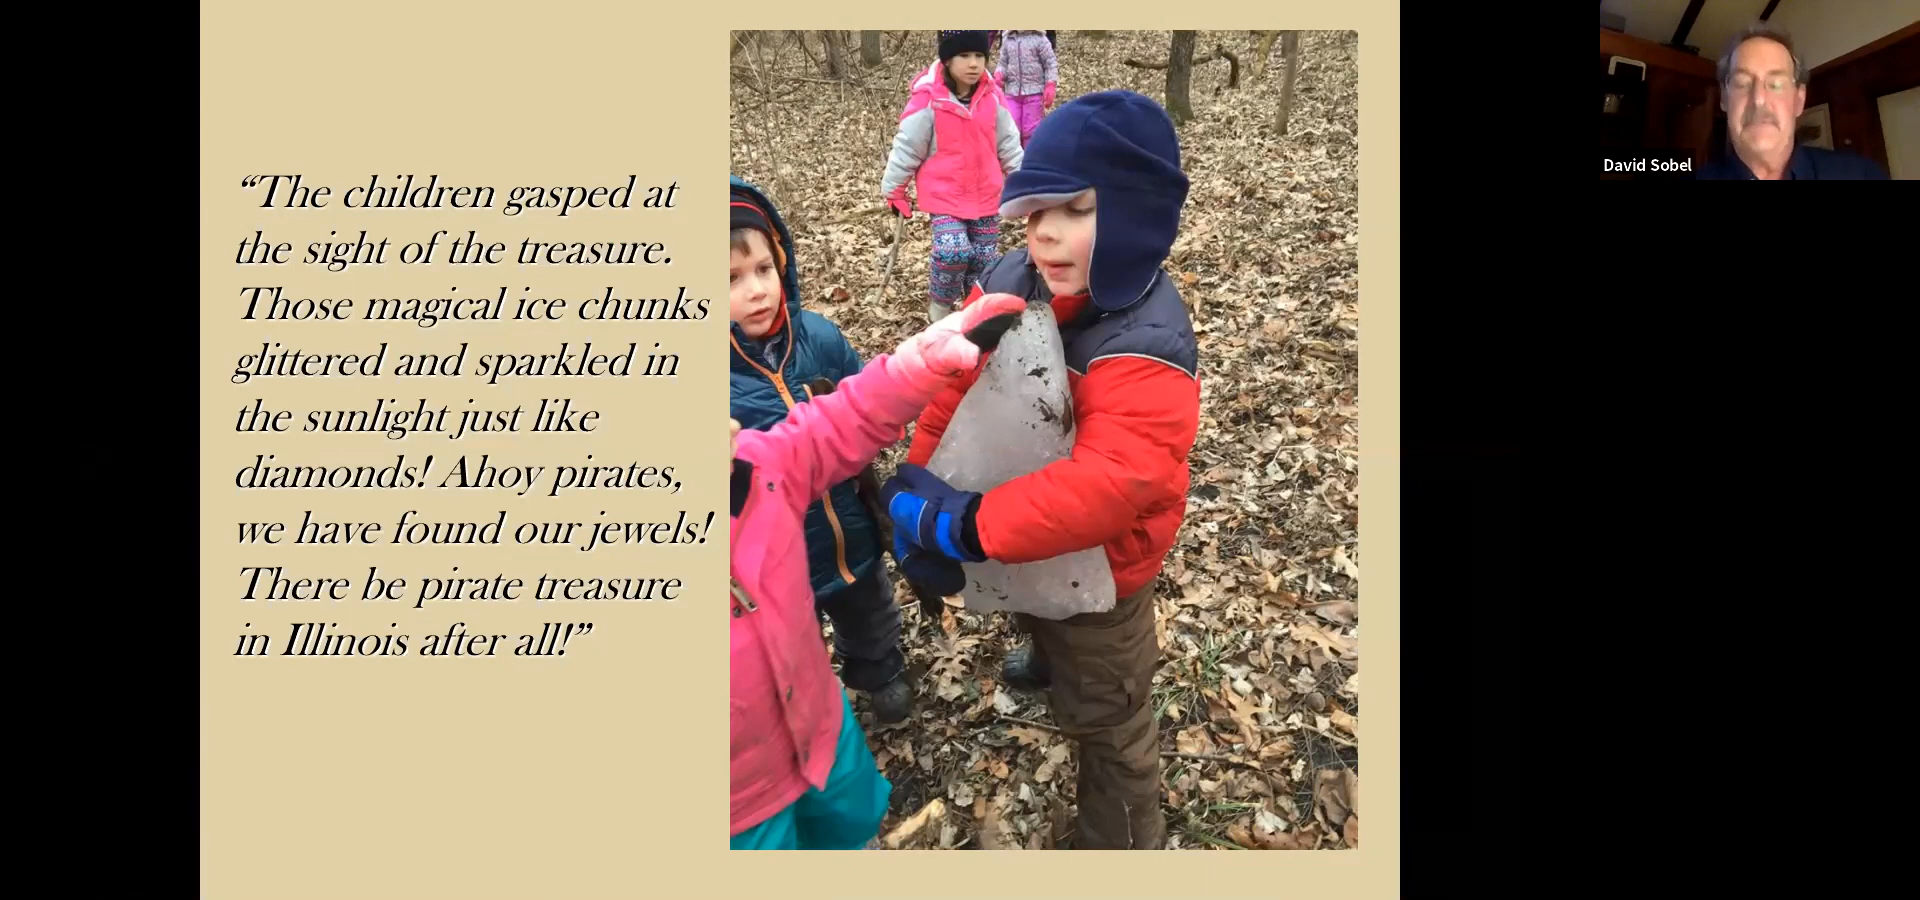 “The children gasped at
the sight of the treasure.
Those magical ice chunks
glittered and sparkled in
the sunlight just like
diamonds! Ahoy pirates,
we have found our jewels!
There be pirate treasure
in Illinois after all!”
David Sobel